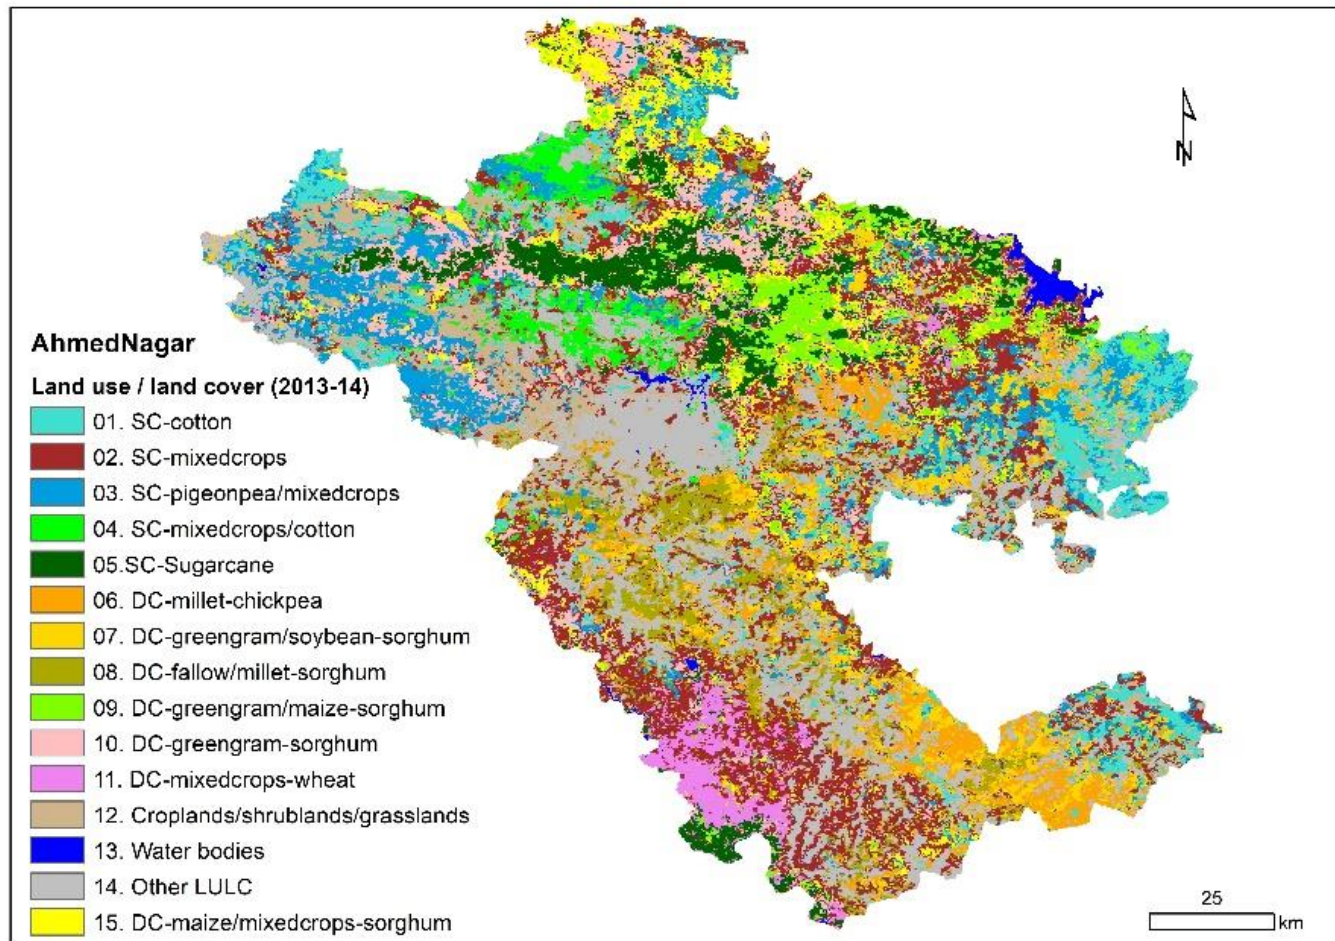 N
AhmedNagar
Land use / land cover (2013-14)
01. SC-cotton
02. SC-mixedcrops
03. SC-pigeonpea/mixedcrops
04. SC-mixedcrops/cotton
05.SC-Sugarcane
06. DC-millet-chickpea
07. DC-greengram/soybean-sorghum
08. DC-fallow/millet-sorghum
09. DC-greengram/maize-sorghum
10. DC-greengram-sorghum
11. DC-mixedcrops-wheat
12. Croplands/shrublands/grasslands
13. Water bodies
14. Other LULC
15. DC-maize/mixedcrops-sorghum
25
km